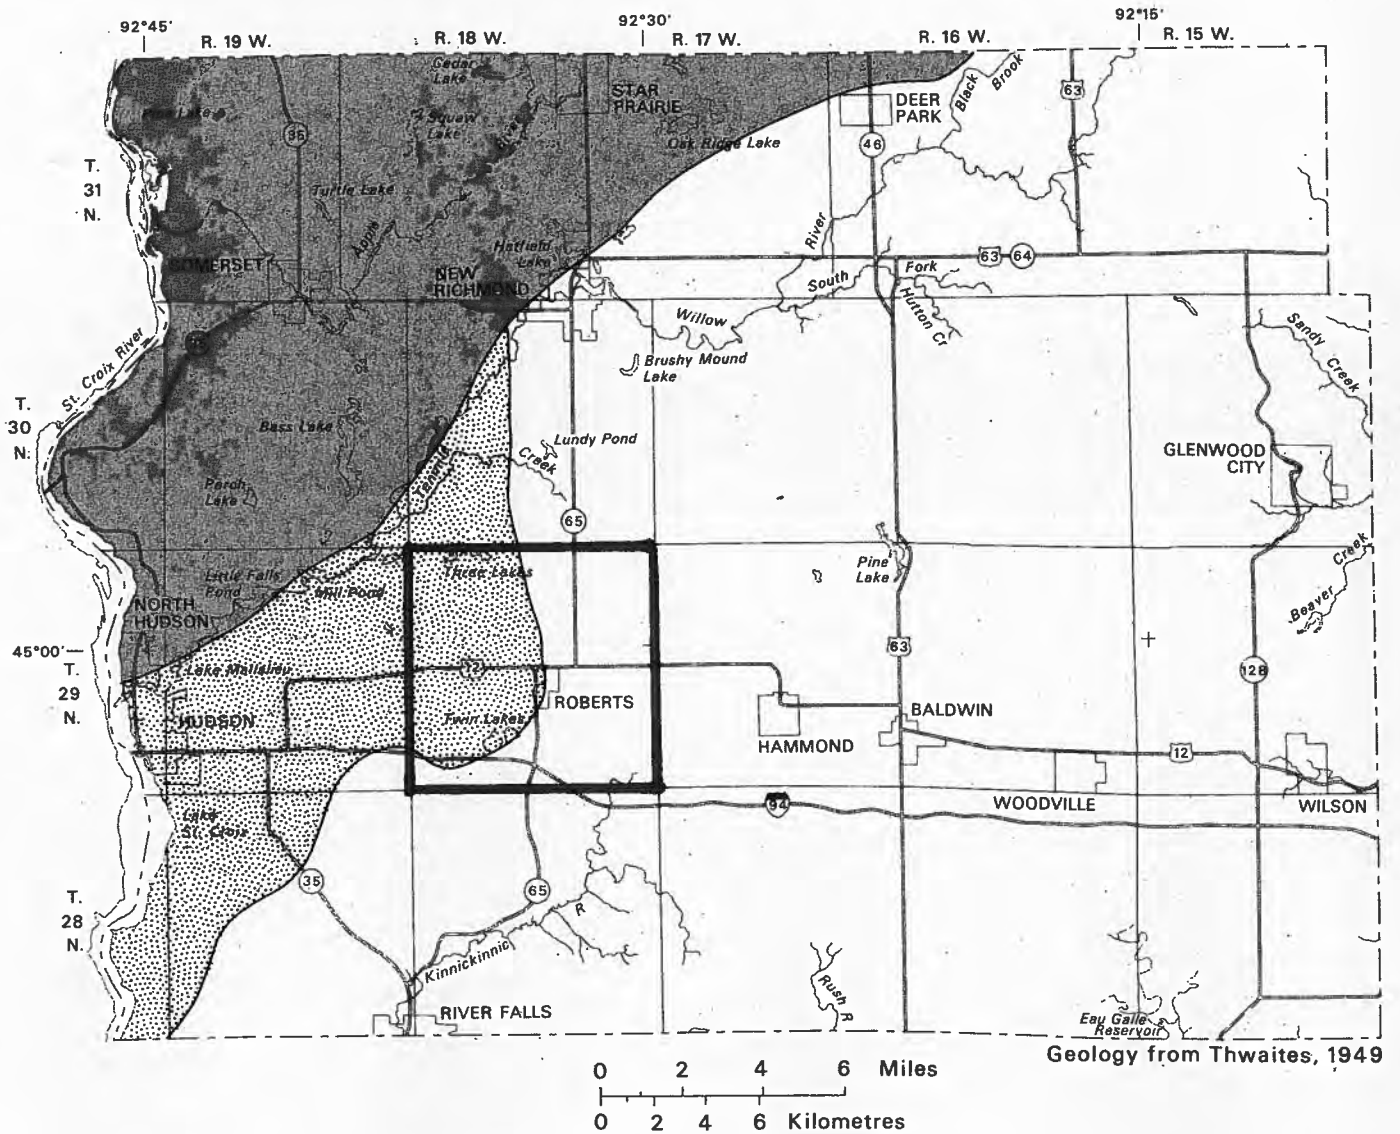 92°45'
92°30'
92°15'
R. 19 W.
R. 18 W.
R. 17 W.
R. 16 W.
R. 15 W.
Cedar
Lake
STAR
PRAIRIE
Black
Brook
63
DEER
PARK
Squaw
Lake
River
35
Oak Ridge Lake
46
T.
31
N.
Turtle Lake
Apple
River
Hatfield
Lake
SOMERSET
NEW
RICHMOND
South
Fork
63
64
Hutton Cr
Willow
Sandy
Creek
St. Croix River
Brushy Mound
Lake
T.
30
N.
Bass Lake
Lundy Pond
Creek
GLENWOOD
CITY
Perch
Lake
65
Pine
Lake
Beaver
Creek
Three Lakes
Little Falls
Pond
Mill Pond
NORTH
HUDSON
45°00'
T.
29
N.
Lake Mallalieu
12
63
128
ROBERTS
HUDSON
Twin Lakes
HAMMOND
BALDWIN
12
WOODVILLE
WILSON
94
Lake
St. Croix
35
65
T.
28
N.
R
Kinnickinnic
Rush R
RIVER FALLS
Eau Galle
Reservoir
Geology from Thwaites, 1949
0 2 4 6 Miles
0 2 4 6 Kilometres